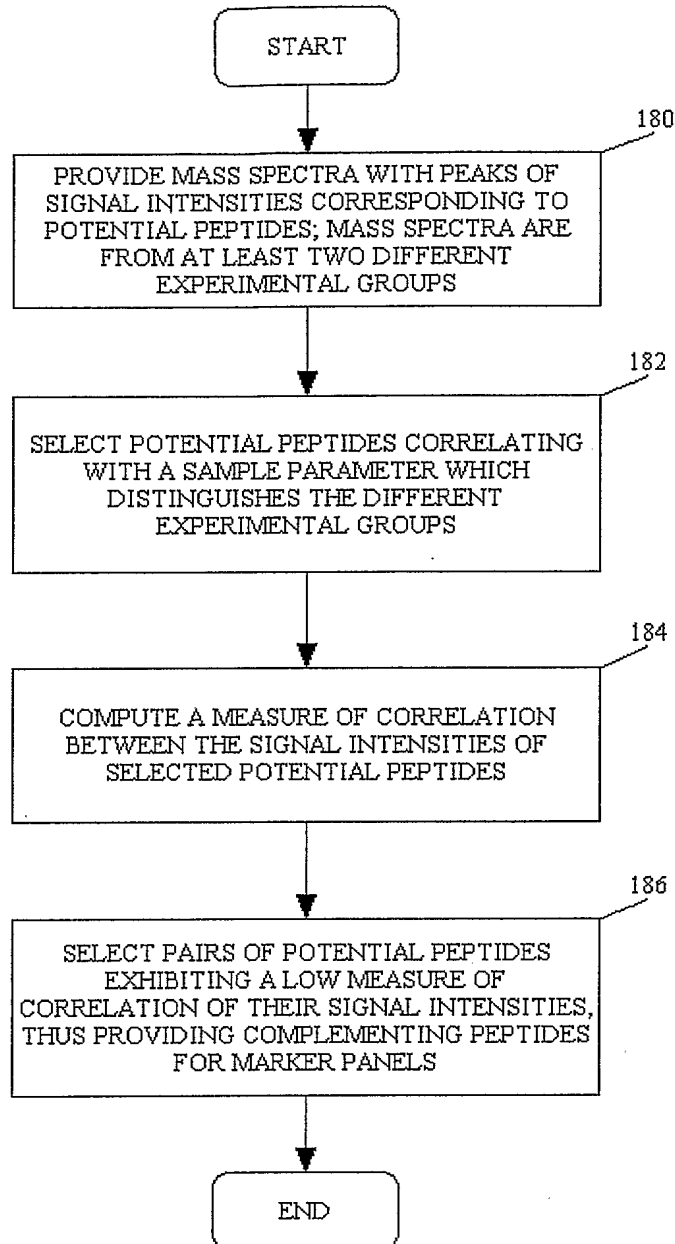 START
180
PROVIDE MASS SPECTRA WITH PEAKS OF
SIGNAL INTENSITIES CORRESPONDING TO
POTENTIAL PEPTIDES; MASS SPECTRA ARE
FROM AT LEAST TWO DIFFERENT
EXPERIMENTAL GROUPS
182
SELECT POTENTIAL PEPTIDES CORRELATING
WITH A SAMPLE PARAMETER WHICH
DISTINGUISHES THE DIFFERENT
EXPERIMENTAL GROUPS
184
COMPUTE A MEASURE OF CORRELATION
BETWEEN THE SIGNAL INTENSITIES OF
SELECTED POTENTIAL PEPTIDES
186
SELECT PAIRS OF POTENTIAL PEPTIDES
EXHIBITING A LOW MEASURE OF
CORRELATION OF THEIR SIGNAL INTENSITIES,
THUS PROVIDING COMPLEMENTING PEPTIDES
FOR MARKER PANELS
END